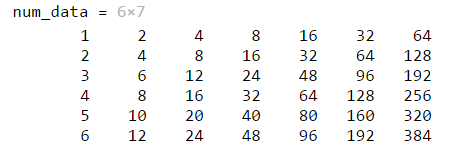 num_data = 6×7
1 2 4 8 16 32 64
2 4 8 16 32 64 128
3 6 12 24 48 96 192
4 8 16 32 64 128 256
5 10 20 40 80 160 320
6 12 24 48 96 192 384